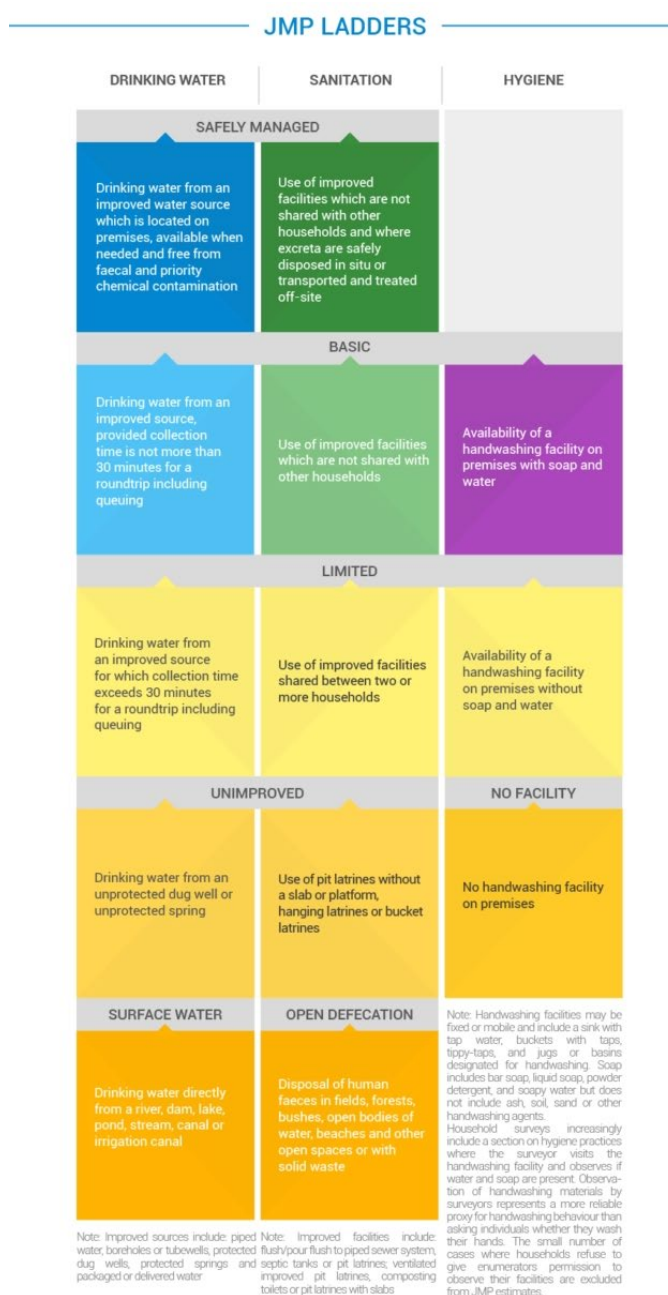 JMP LADDERS
DRINKING WATER
SANITATION
HYGIENE
SAFELY MANAGED
Drinking water from an
improved water source
which is located on
premises, available when
needed and free from
faecal and priority
chemical contamination
Use of improved
facilities which are not
shared with other
households and where
excreta are safely
disposed in situ or
transported and treated
off-site
BASIC
Drinking water from an
improved source,
provided collection
time is not more than
30 minutes for a
roundtrip including
queuing
Use of improved facilities
which are not shared with
other households
Availability of a
handwashing facility on
premises with soap and
water
LIMITED
Drinking water from
an improved source
for which collection time
exceeds 30 minutes
for a roundtrip including
queuing
Use of improved facilities
shared between two or
more households
Availability of a
handwashing facility
on premises without
soap and water
UNIMPROVED
NO FACILITY
Drinking water from an
unprotected dug well or
unprotected spring
Use of pit latrines without
a slab or platform,
hanging latrines or bucket
latrines
No handwashing facility
on premises
SURFACE WATER
OPEN DEFECATION
Drinking water directly
from a river, dam, lake,
pond, stream, canal or
irrigation canal
Disposal of human
faeces in fields, forests,
bushes, open bodies of
water, beaches and other
open spaces or with
solid waste
Note: Handwashing facilities may be
fixed or mobile and include a sink with
tap water, buckets with taps,
tippy-taps, and jugs or basins
designated for handwashing. Soap
includes bar soap, liquid soap, powder
detergent, and soapy water but does
not include ash, soil, sand or other
handwashing agents.
Household surveys increasingly
include a section on hygiene practices
where the surveyor visits the
handwashing facility and observes if
water and soap are present. Observa-
tion of handwashing materials by
surveyors represents a more reliable
proxy for handwashing behaviour than
asking individuals whether they wash
their hands. The small number of
cases where households refuse to
give enumerators permission to
observe their facilities are excluded
from JMP estimates.
Note: Improved sources include: piped
water, boreholes or tubewells, protected
dug wells, protected springs and
packaged or delivered water
Note: Improved facilities include:
flush/pour flush to piped sewer system,
septic tanks or pit latrines; ventilated
improved pit latrines, composting
toilets or pit latrines with slabs